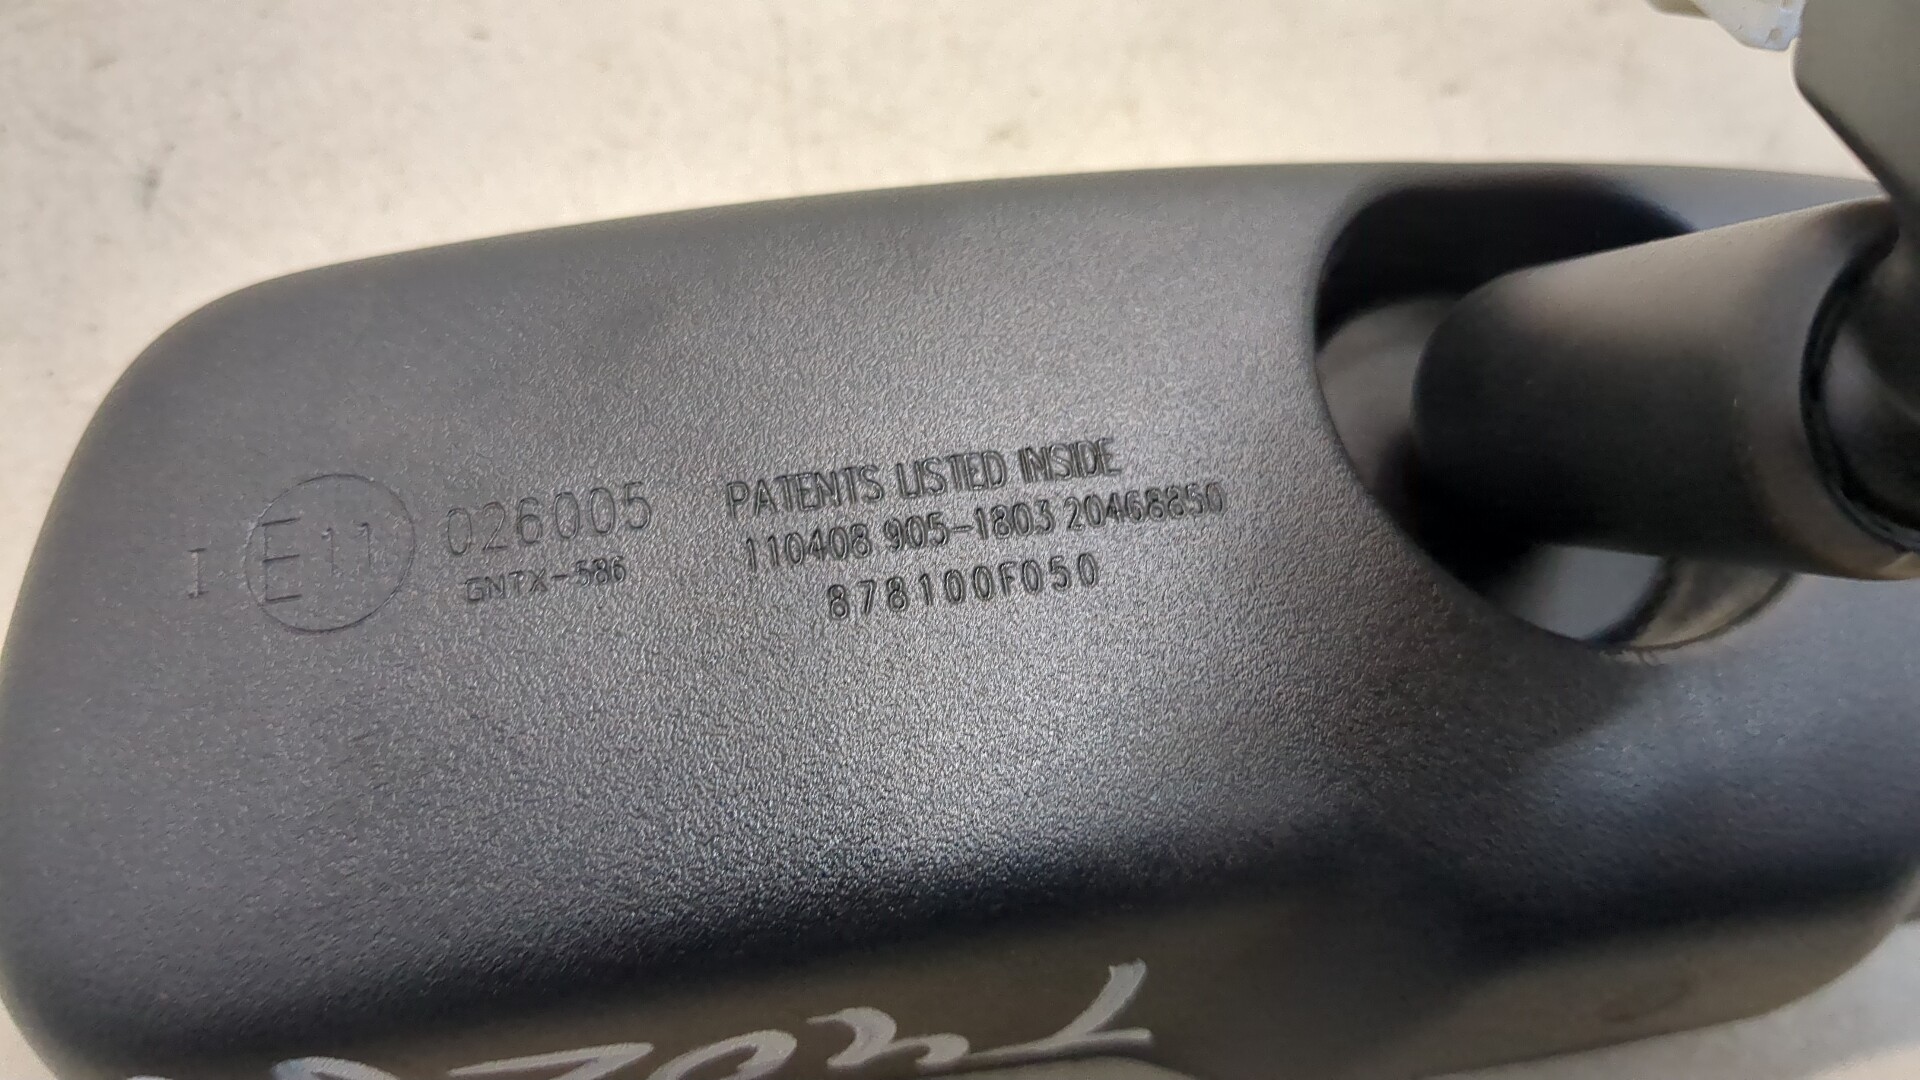 I E11 026005
GNTX-586
PATENTS LISTED INSIDE
110408 905-1803 20468850
878100F050